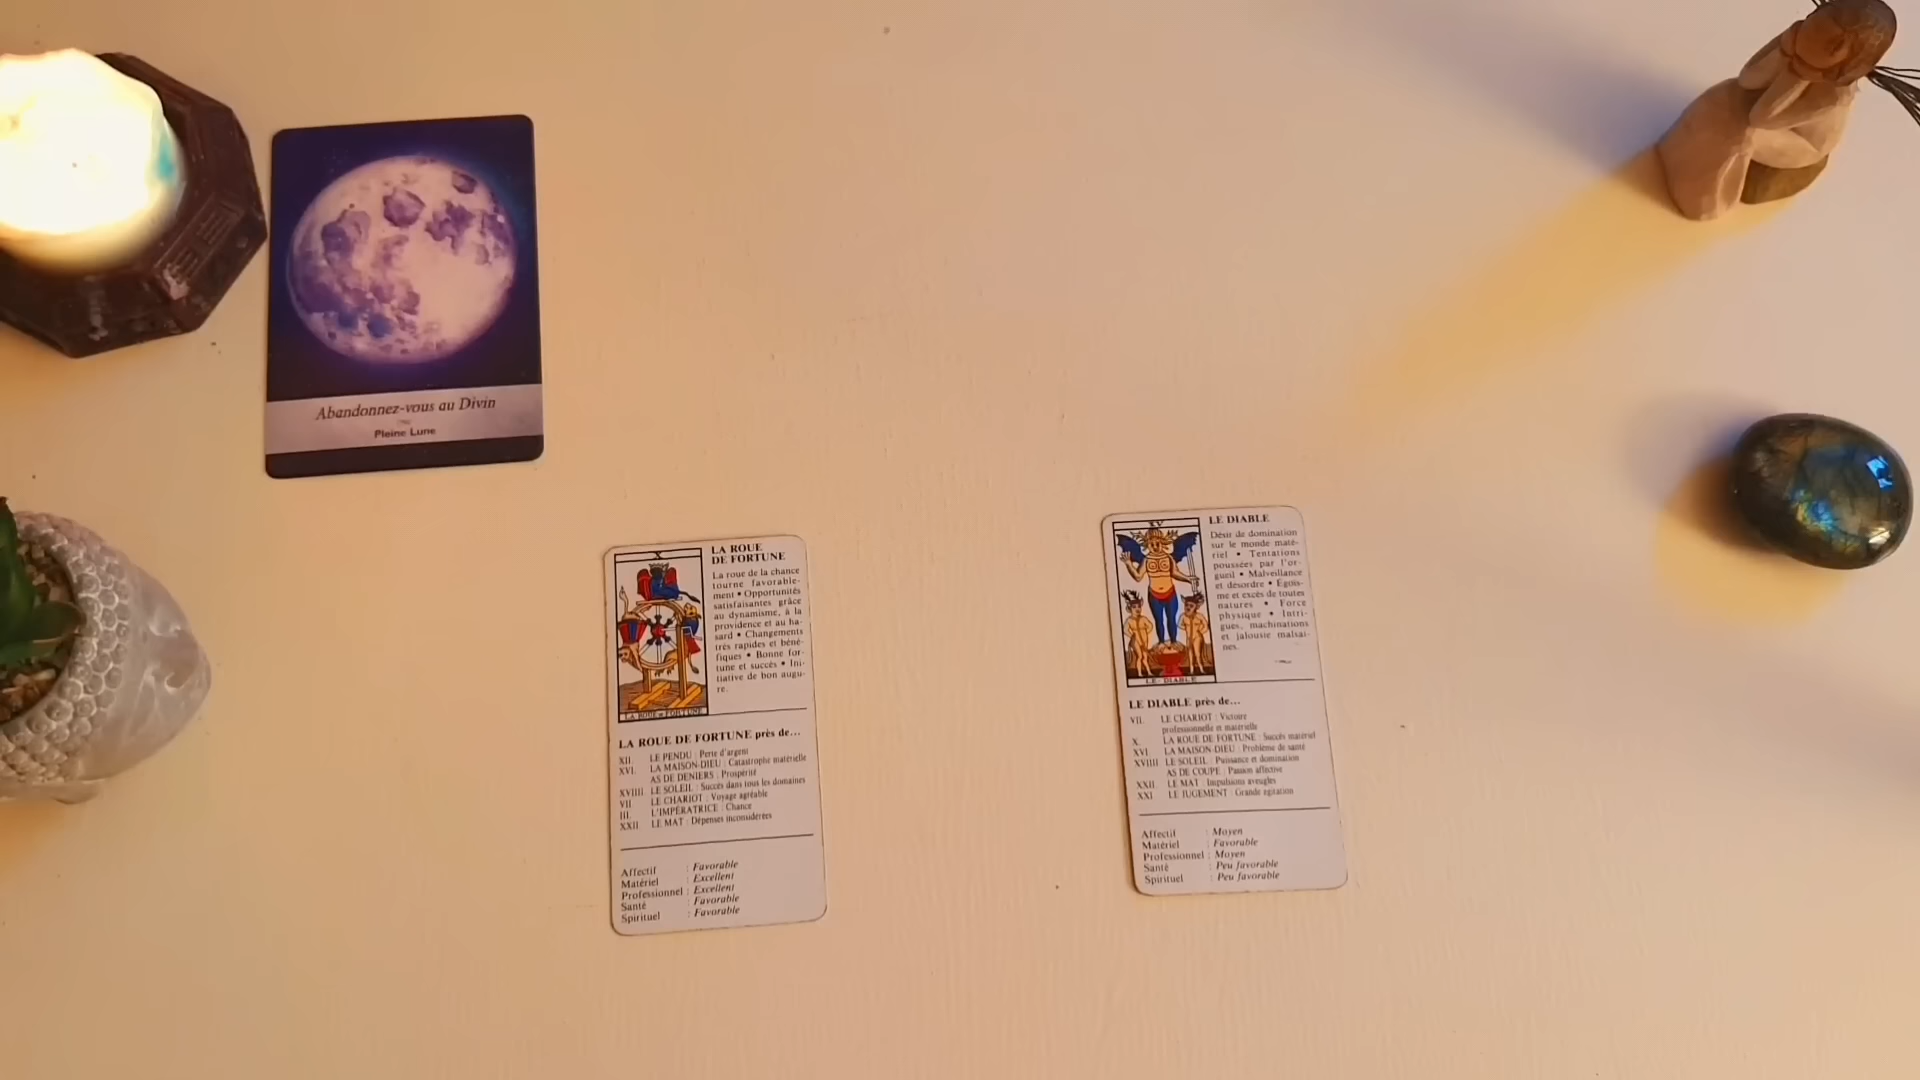 Abandonnez-vous au Divin
Pleine Lune
X
LA ROUE DE FORTUNE
LA ROUE
DE FORTUNE
La roue de la chance
tourne favorable-
ment • Opportunités
satisfaisantes grâce
au dynamisme, à la
providence et au ha-
sard • Changements
très rapides et béné-
fiques • Bonne for-
tune et succès • Ini-
tiative de bon augu-
re.
LA ROUE DE FORTUNE près de...
XII. LE PENDU : Perte d'argent
XVI. LA MAISON-DIEU : Catastrophe matérielle
AS DE DENIERS : Prospérité
XVIIII LE SOLEIL : Succès dans tous les domaines
VII LE CHARIOT : Voyage agréable
III. L'IMPÉRATRICE : Chance
XXII LE MAT : Dépenses inconsidérées
Affectif : Favorable
Matériel : Excellent
Professionnel : Excellent
Santé : Favorable
Spirituel : Favorable
XV
LE DIABLE
LE DIABLE
Désir de domination
sur le monde maté-
riel • Tentations
poussées par l'or-
gueil • Malveillance
et désordre • Égoïs-
me et excès de toutes
natures • Force
physique • Intri-
gues, machinations
et jalousie malsai-
nes.
LE DIABLE près de...
VII. LE CHARIOT : Victoire
professionnelle et matérielle
X. LA ROUE DE FORTUNE : Succès matériel
XVI. LA MAISON-DIEU : Problème de santé
XVIIII LE SOLEIL : Puissance et domination
AS DE COUPE : Passion affective
XXII. LE MAT : Impulsions aveugles
XXI LE JUGEMENT : Grande agitation
Affectif : Moyen
Matériel : Favorable
Professionnel : Moyen
Santé : Peu favorable
Spirituel : Peu favorable